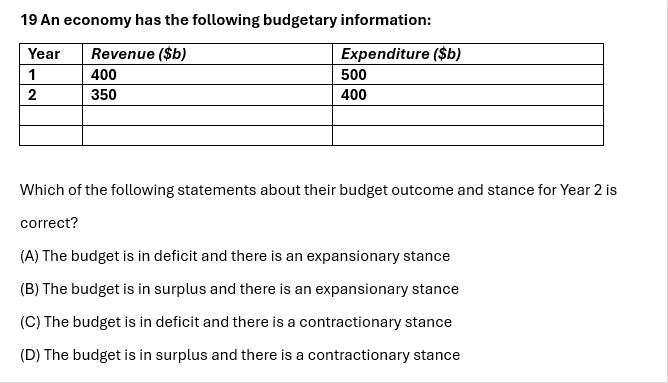 19 An economy has the following budgetary information:
Year Revenue ($b) Expenditure ($b)
1 400 500
2 350 400
Which of the following statements about their budget outcome and stance for Year 2 is
correct?
(A) The budget is in deficit and there is an expansionary stance
(B) The budget is in surplus and there is an expansionary stance
(C) The budget is in deficit and there is a contractionary stance
(D) The budget is in surplus and there is a contractionary stance